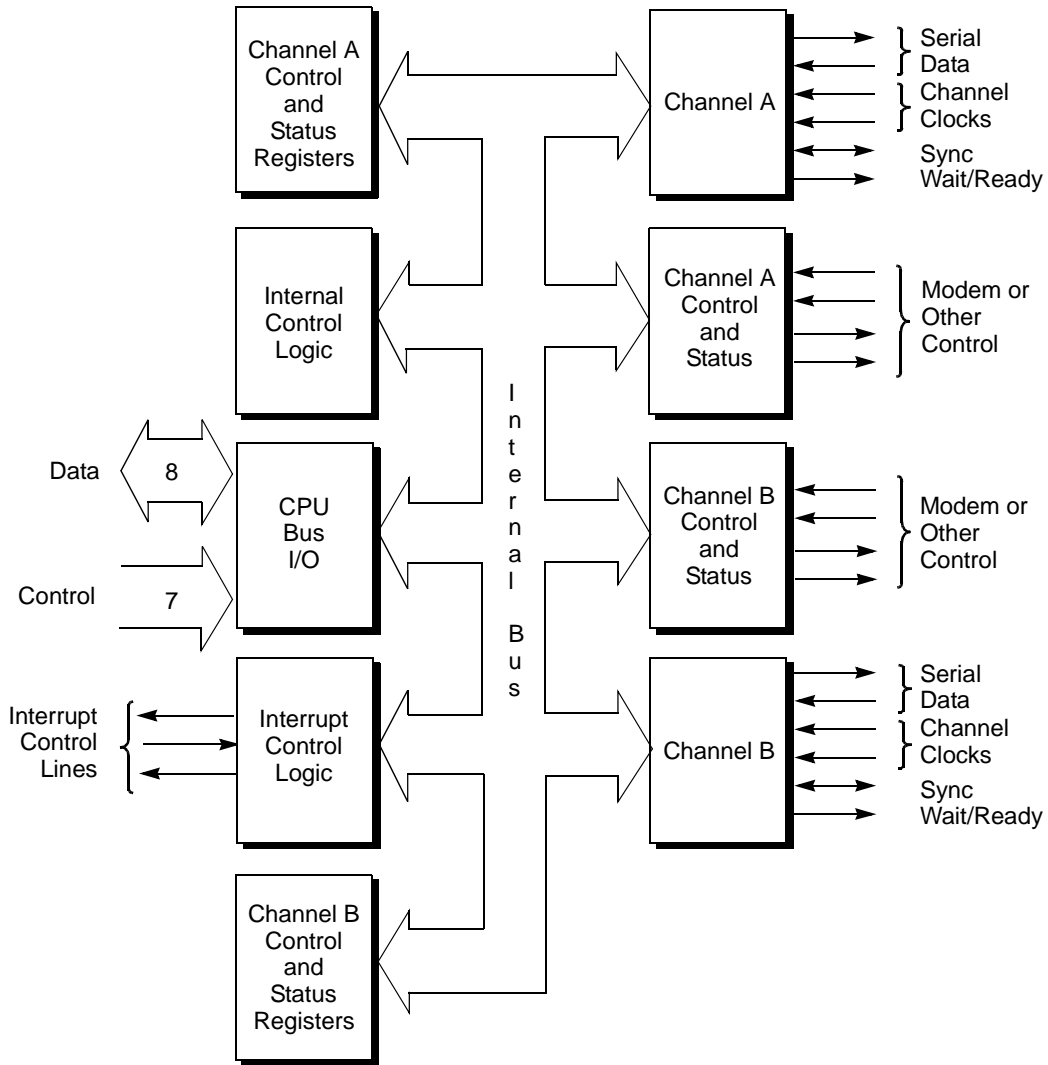 Channel A
Control
and
Status
Registers
Channel A
Serial
Data
Channel
Clocks
Sync
Wait/Ready
Internal
Control
Logic
Channel A
Control
and
Status
Modem or
Other
Control
Internal Bus
Data
8
Control
7
CPU
Bus
I/O
Channel B
Control
and
Status
Modem or
Other
Control
Interrupt
Control
Lines
Interrupt
Control
Logic
Channel B
Serial
Data
Channel
Clocks
Sync
Wait/Ready
Channel B
Control
and
Status
Registers